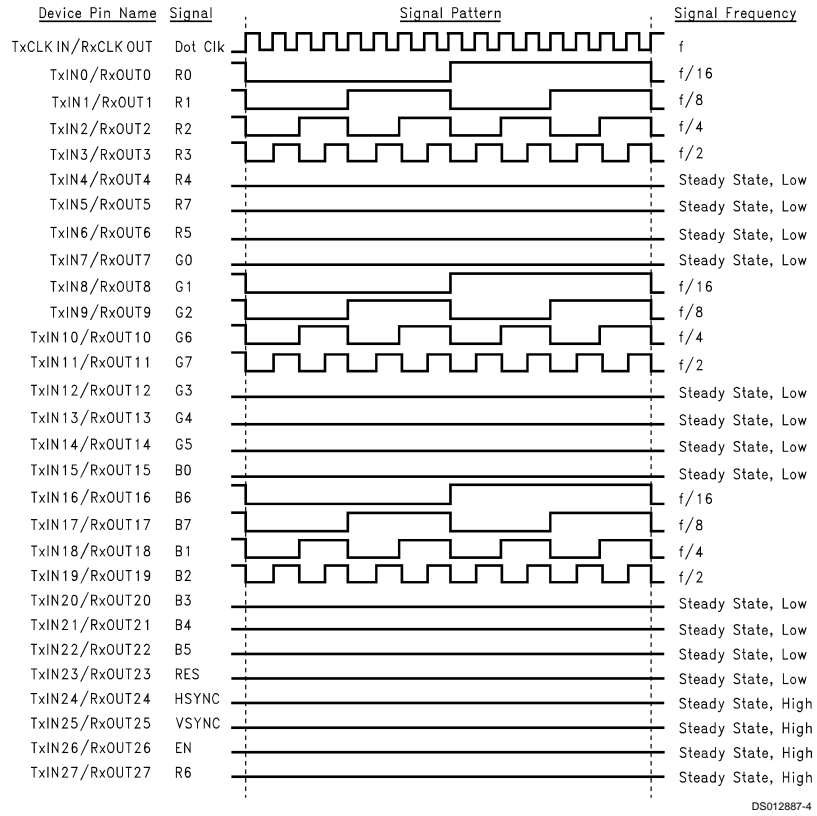 Device Pin Name Signal Signal Pattern Signal Frequency
TxCLK IN/RxCLK OUT Dot Clk f
TxIN0/RxOUT0 R0 f/16
TxIN1/RxOUT1 R1 f/8
TxIN2/RxOUT2 R2 f/4
TxIN3/RxOUT3 R3 f/2
TxIN4/RxOUT4 R4 Steady State, Low
TxIN5/RxOUT5 R7 Steady State, Low
TxIN6/RxOUT6 R5 Steady State, Low
TxIN7/RxOUT7 G0 Steady State, Low
TxIN8/RxOUT8 G1 f/16
TxIN9/RxOUT9 G2 f/8
TxIN10/RxOUT10 G6 f/4
TxIN11/RxOUT11 G7 f/2
TxIN12/RxOUT12 G3 Steady State, Low
TxIN13/RxOUT13 G4 Steady State, Low
TxIN14/RxOUT14 G5 Steady State, Low
TxIN15/RxOUT15 B0 Steady State, Low
TxIN16/RxOUT16 B6 f/16
TxIN17/RxOUT17 B7 f/8
TxIN18/RxOUT18 B1 f/4
TxIN19/RxOUT19 B2 f/2
TxIN20/RxOUT20 B3 Steady State, Low
TxIN21/RxOUT21 B4 Steady State, Low
TxIN22/RxOUT22 B5 Steady State, Low
TxIN23/RxOUT23 RES Steady State, Low
TxIN24/RxOUT24 HSYNC Steady State, High
TxIN25/RxOUT25 VSYNC Steady State, High
TxIN26/RxOUT26 EN Steady State, High
TxIN27/RxOUT27 R6 Steady State, High
DS012887-4